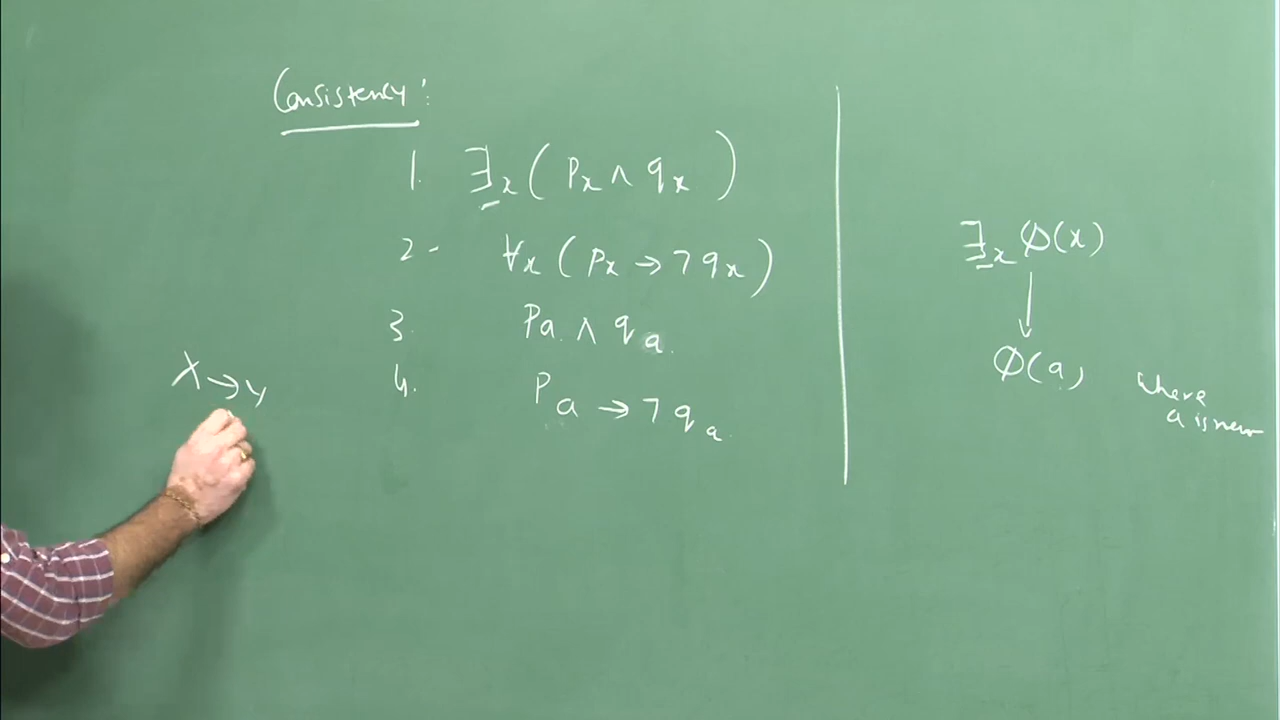 Consistency:
1. ∃x ( Px ∧ qx )
2- ∀x ( Px → ¬qx )
3. Pa ∧ qa
4. Pa → ¬qa
X → y
∃x Φ(x)
↓
Φ(a) where
a is new